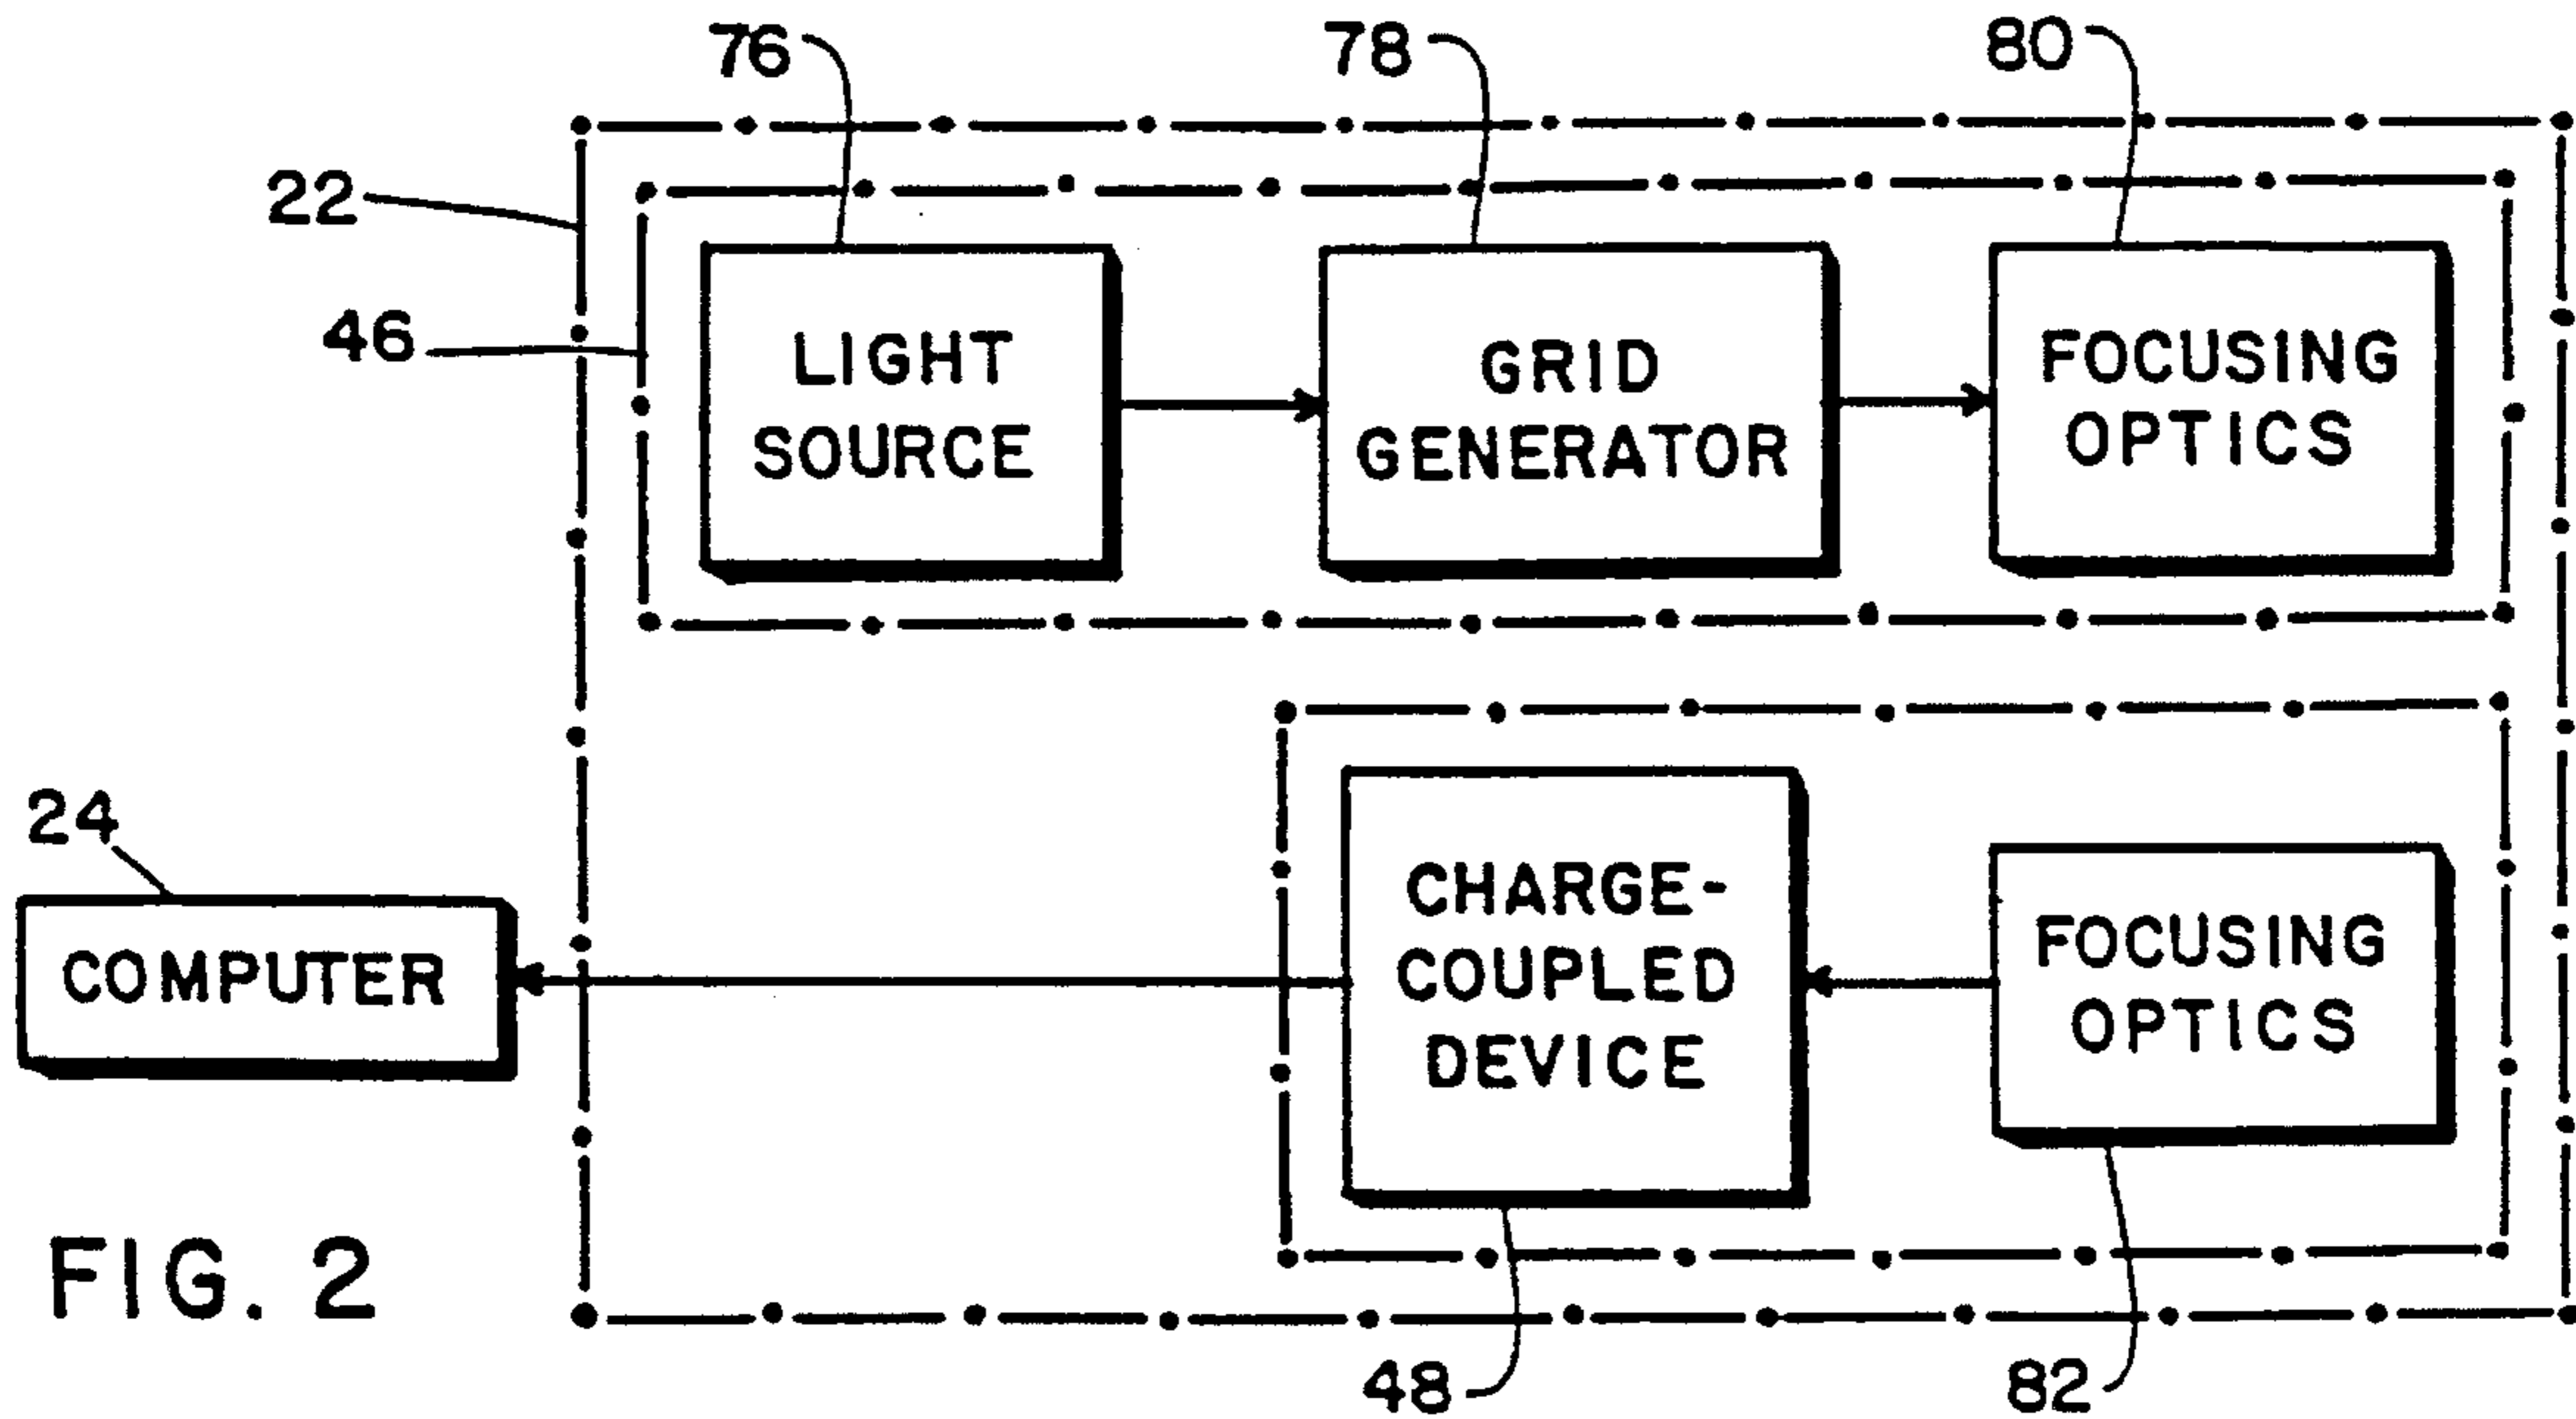 76
78
80
22
46
LIGHT
SOURCE
GRID
GENERATOR
FOCUSING
OPTICS
24
COMPUTER
CHARGE-
COUPLED
DEVICE
FOCUSING
OPTICS
FIG. 2
48
82